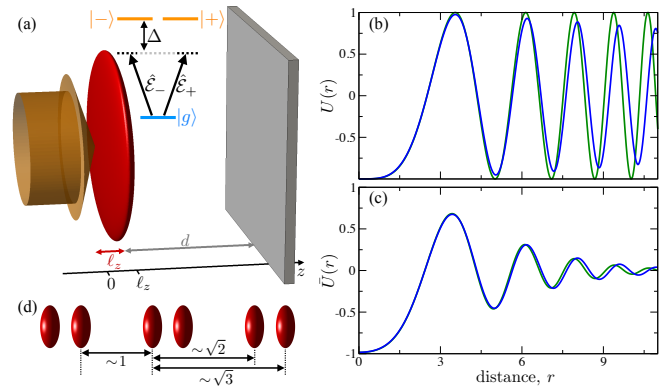 (a)
|−⟩ |+⟩
Δ
ℰ̂₋ ℰ̂₊
|g⟩
d
ℓz
z
0 ℓz
(b)
U(r)
1
0.5
0
-0.5
(c)
Ū(r)
1
0.5
0
-0.5
-1
0 3 6 9
distance, r
(d)
~1
~√2
~√3